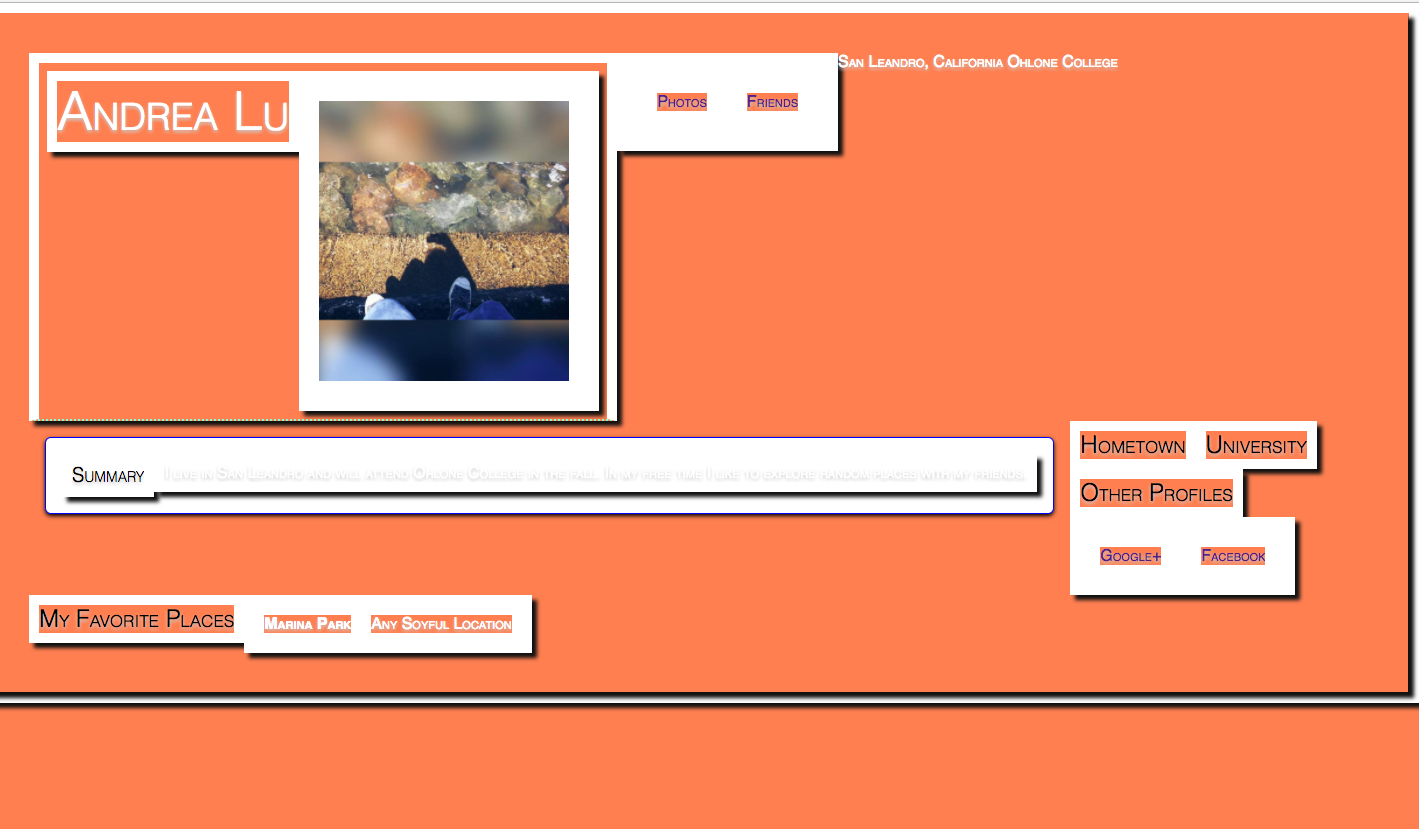 Andrea Lu
Photos Friends
San Leandro, California Ohlone College
Summary I live in San Leandro and will attend Ohlone College in the fall. In my free time I like to explore random places with my friends.
Hometown University
Other Profiles
Google+ Facebook
My Favorite Places Marina Park Any Soyful Location